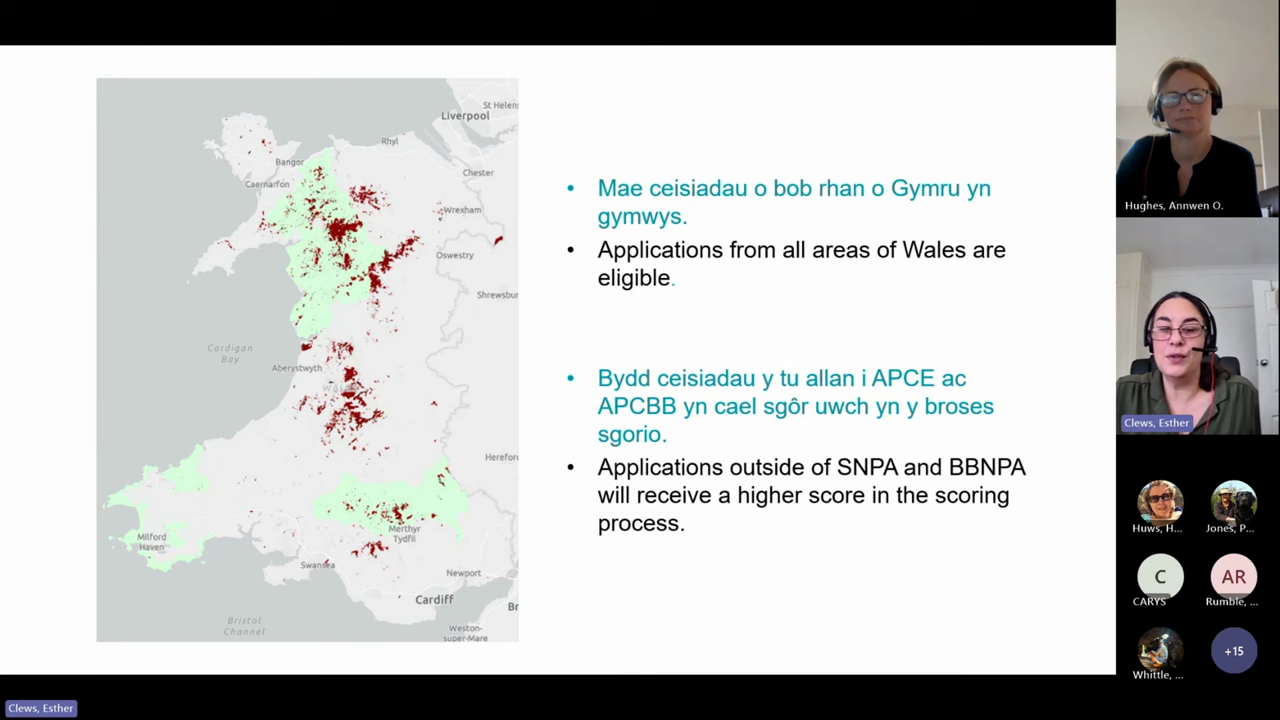 St Helens
Liverpool
Rhyl
Chester
Bangor
Caernarfon
Wrexham
Oswestry
Shrewsbur
Cardigan
Bay
Aberystwyth
Hereford
Merthyr
Tydfil
Milford
Haven
Swansea
Newport
Cardiff
Br
Bristol
Channel
Weston-
super-Mare
• Mae ceisiadau o bob rhan o Gymru yn
gymwys.
• Applications from all areas of Wales are
eligible.
• Bydd ceisiadau y tu allan i APCE ac
APCBB yn cael sgôr uwch yn y broses
sgorio.
• Applications outside of SNPA and BBNPA
will receive a higher score in the scoring
process.
Hughes, Annwen O.
Clews, Esther
Huws, H...
Jones, P...
C
AR
CARYS
Rumble, ...
Whittle, ...
+15
Clews, Esther